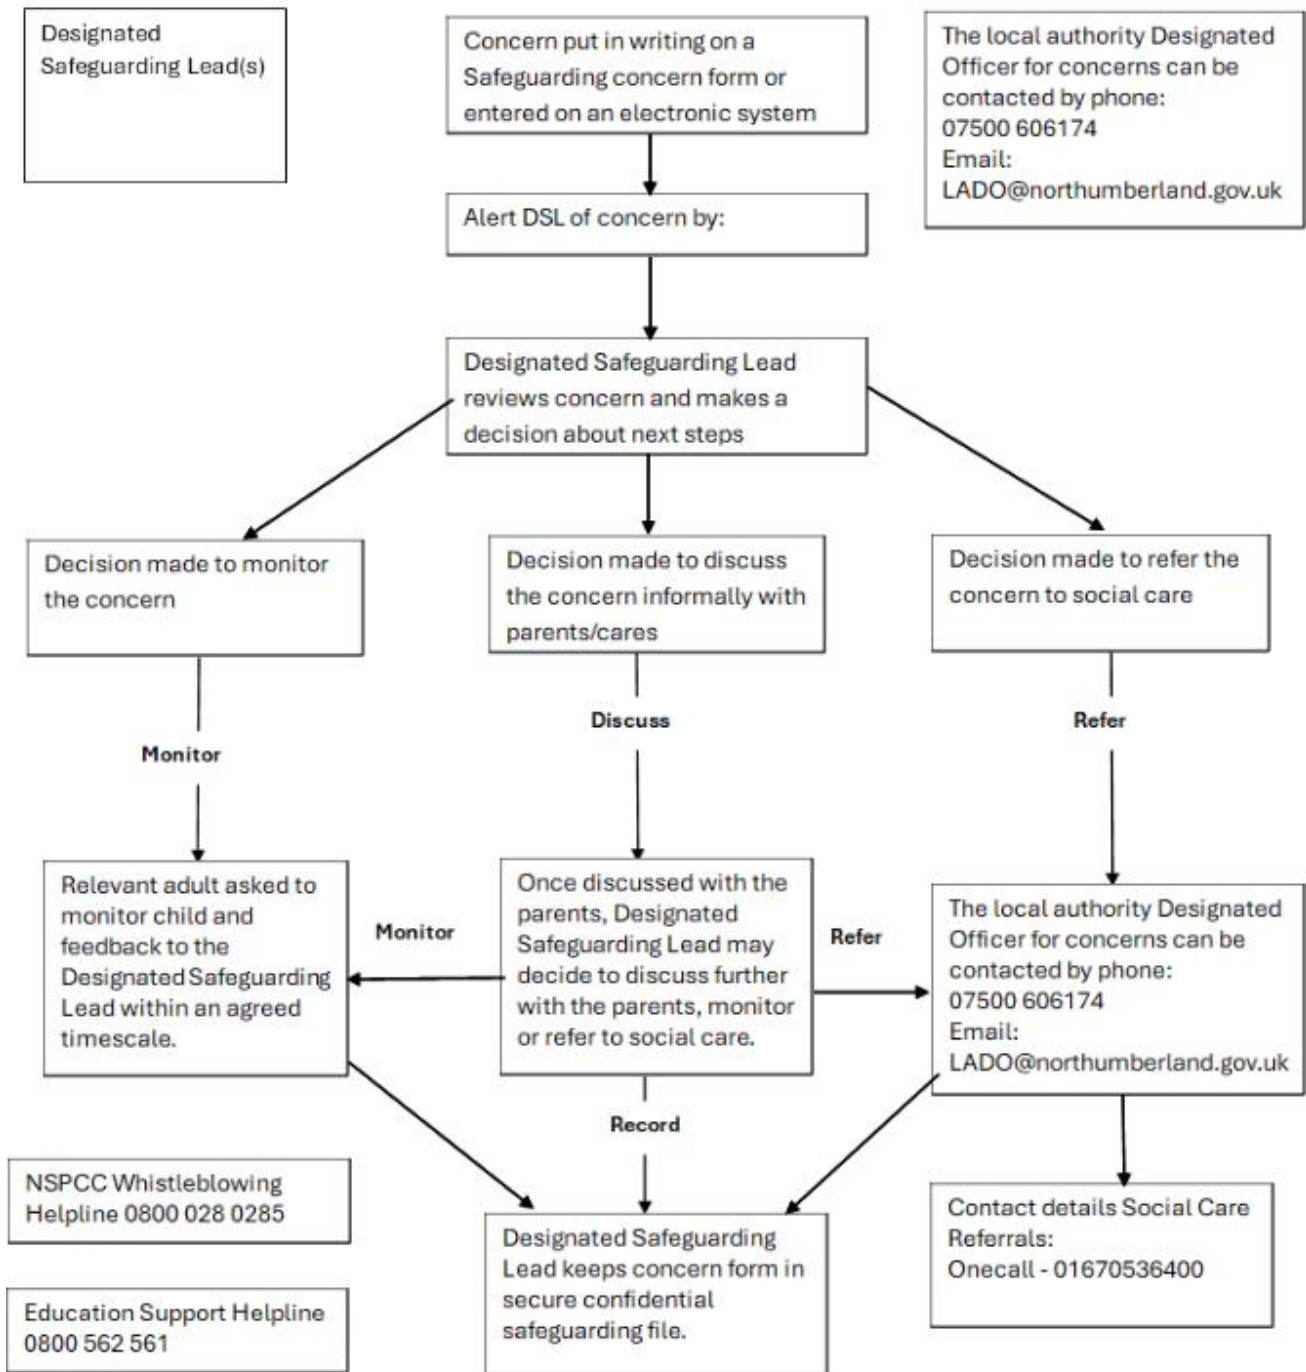 Designated
Safeguarding Lead(s)
Concern put in writing on a
Safeguarding concern form or
entered on an electronic system
The local authority Designated
Officer for concerns can be
contacted by phone:
07500 606174
Email:
LADO@northumberland.gov.uk
Alert DSL of concern by:
Designated Safeguarding Lead
reviews concern and makes a
decision about next steps
Decision made to monitor
the concern
Decision made to discuss
the concern informally with
parents/cares
Decision made to refer the
concern to social care
Monitor
Discuss
Refer
Relevant adult asked to
monitor child and
feedback to the
Designated Safeguarding
Lead within an agreed
timescale.
Monitor
Once discussed with the
parents, Designated
Safeguarding Lead may
decide to discuss further
with the parents, monitor
or refer to social care.
Refer
The local authority Designated
Officer for concerns can be
contacted by phone:
07500 606174
Email:
LADO@northumberland.gov.uk
Record
NSPCC Whistleblowing
Helpline 0800 028 0285
Designated Safeguarding
Lead keeps concern form in
secure confidential
safeguarding file.
Contact details Social Care
Referrals:
Onecall - 01670536400
Education Support Helpline
0800 562 561